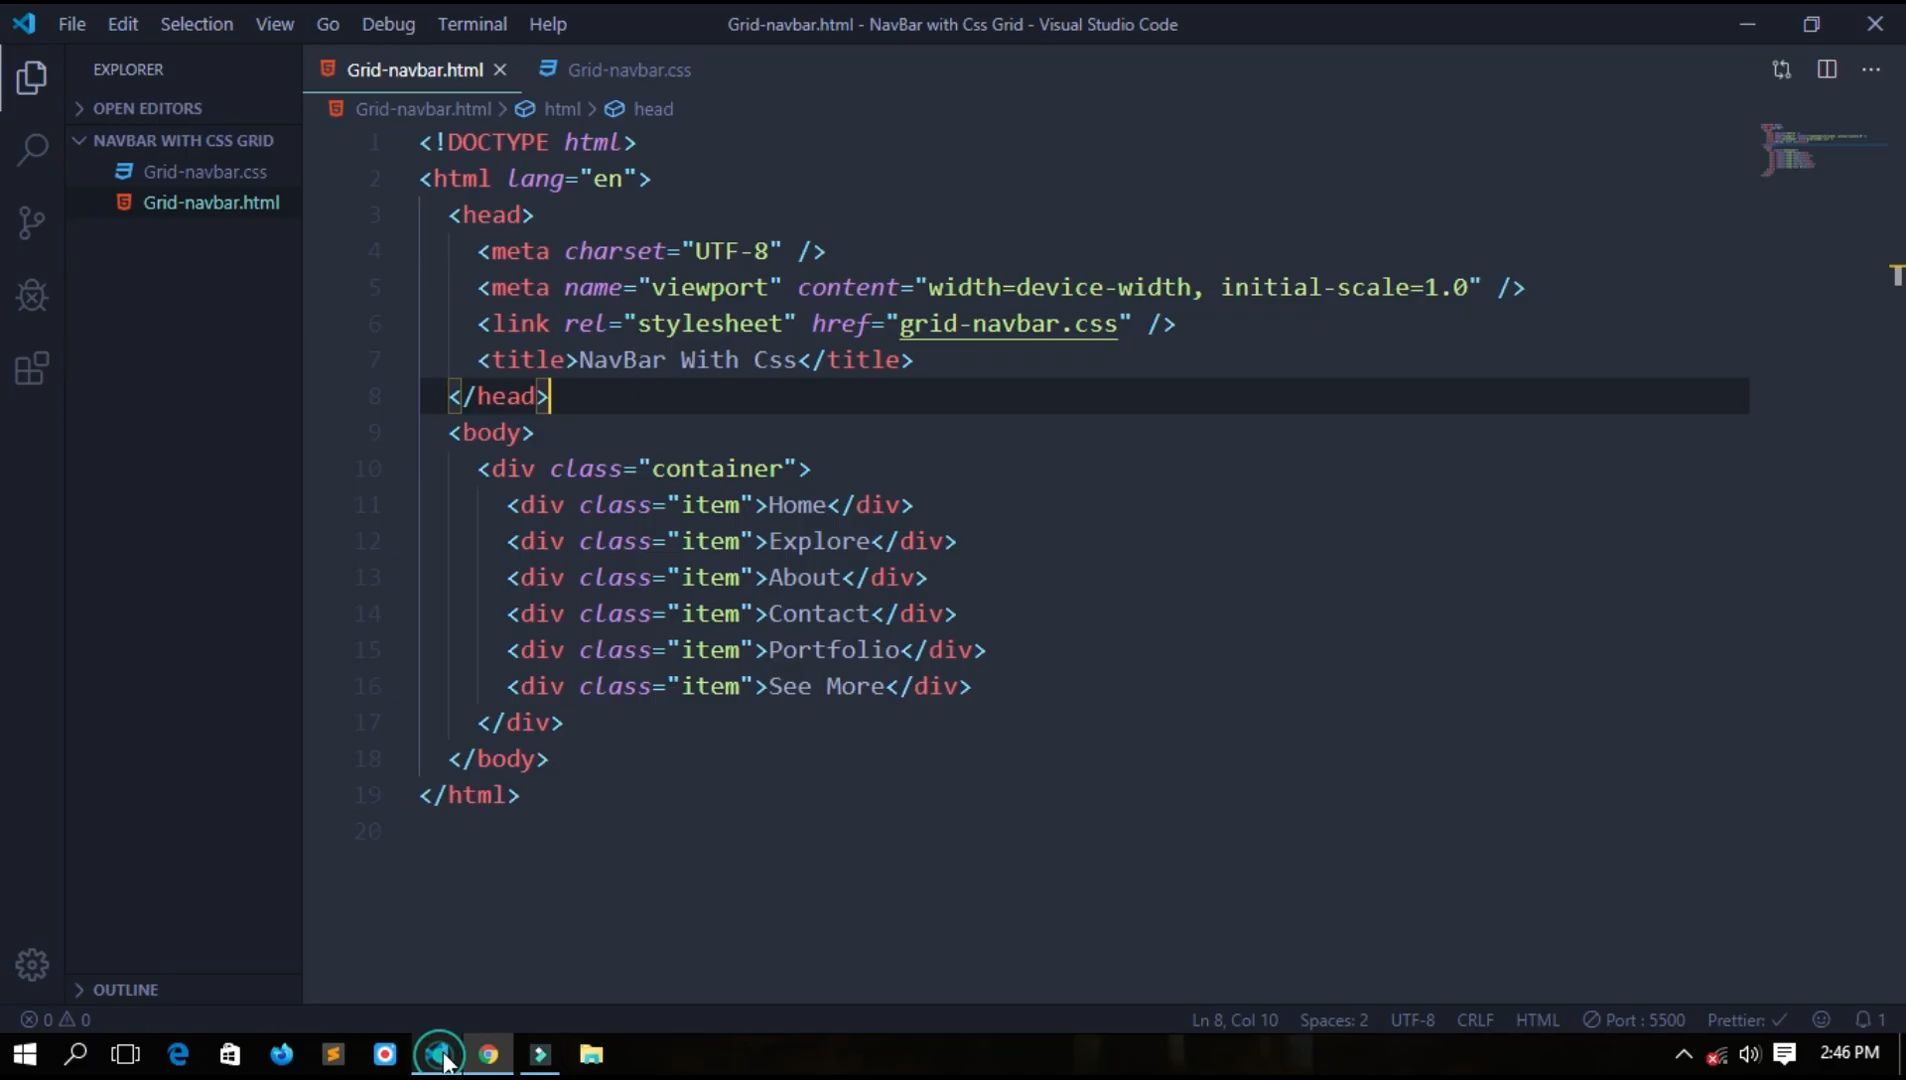 File Edit Selection View Go Debug Terminal Help Grid-navbar.html - NavBar with Css Grid - Visual Studio Code
EXPLORER
OPEN EDITORS
NAVBAR WITH CSS GRID
Grid-navbar.css
Grid-navbar.html
OUTLINE
Grid-navbar.html Grid-navbar.css
Grid-navbar.html > html > head
1 <!DOCTYPE html>
2 <html lang="en">
3 <head>
4 <meta charset="UTF-8" />
5 <meta name="viewport" content="width=device-width, initial-scale=1.0" />
6 <link rel="stylesheet" href="grid-navbar.css" />
7 <title>NavBar With Css</title>
8 </head>
9 <body>
10 <div class="container">
11 <div class="item">Home</div>
12 <div class="item">Explore</div>
13 <div class="item">About</div>
14 <div class="item">Contact</div>
15 <div class="item">Portfolio</div>
16 <div class="item">See More</div>
17 </div>
18 </body>
19 </html>
20
0 0 Ln 8, Col 10 Spaces: 2 UTF-8 CRLF HTML Port : 5500 Prettier: ✓ 1
2:46 PM